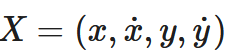 X = (x, ẋ, y, ẏ)